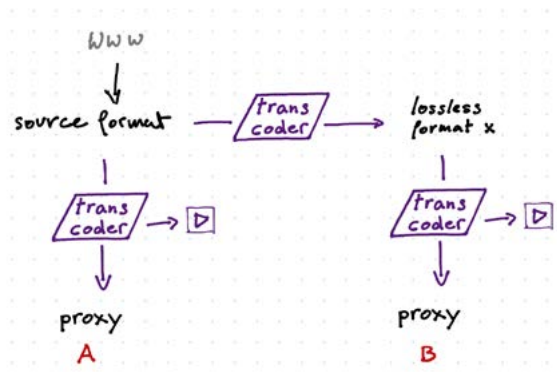 www
source format
trans
coder
lossless
format x
trans
coder
trans
coder
proxy
proxy
A
B